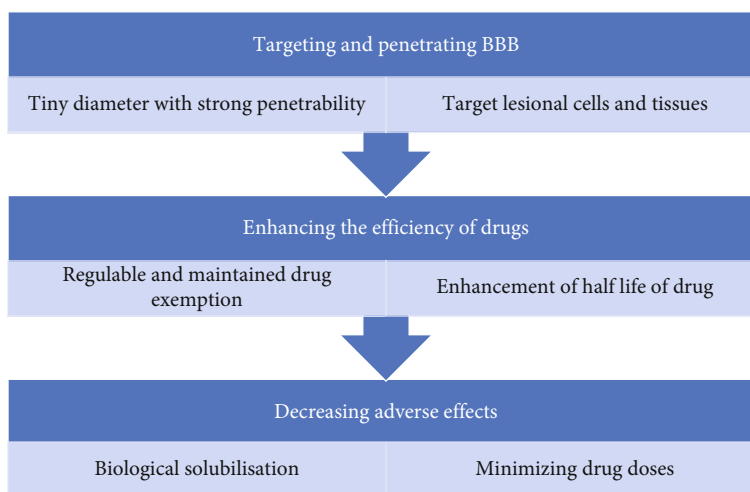 Targeting and penetrating BBB
Tiny diameter with strong penetrability
Target lesional cells and tissues
Enhancing the efficiency of drugs
Regulable and maintained drug
exemption
Enhancement of half life of drug
Decreasing adverse effects
Biological solubilisation
Minimizing drug doses